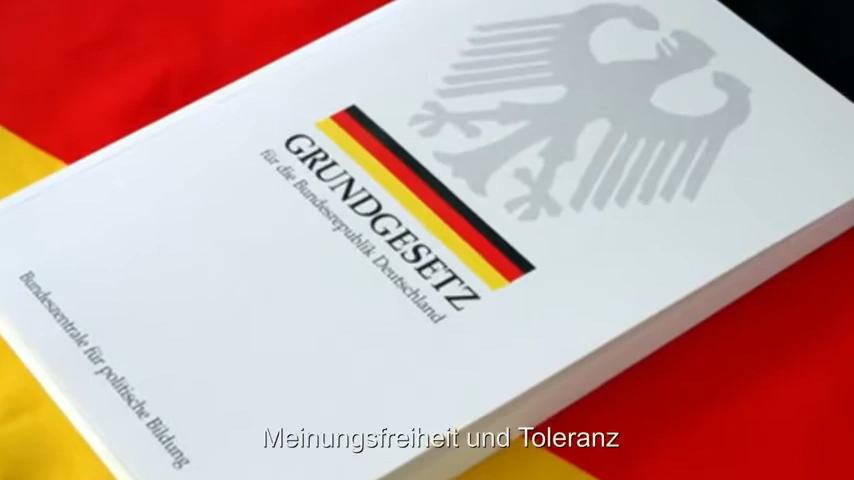 GRUNDGESETZ
für die Bundesrepublik Deutschland
Bundeszentrale für politische Bildung
Meinungsfreiheit und Toleranz